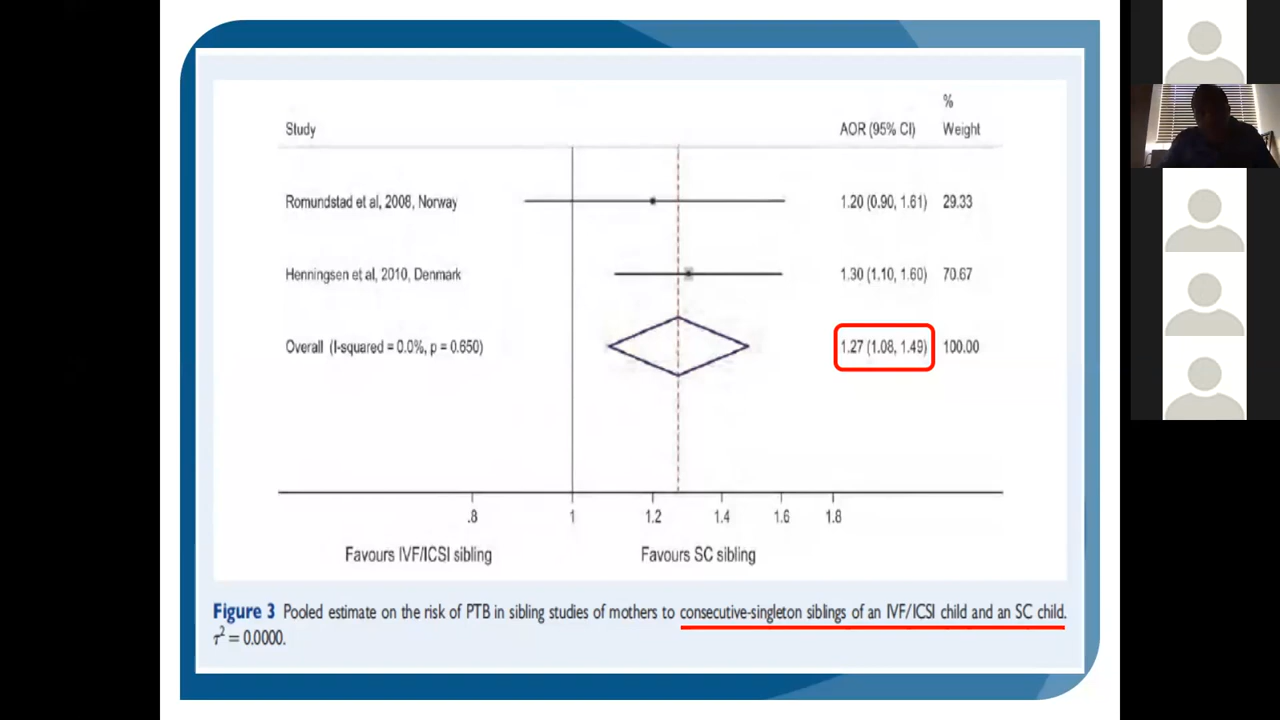 %
Study AOR (95% CI) Weight
Romundstad et al, 2008, Norway 1.20 (0.90, 1.61) 29.33
Henningsen et al, 2010, Denmark 1.30 (1.10, 1.60) 70.67
Overall (I-squared = 0.0%, p = 0.650) 1.27 (1.08, 1.49) 100.00
.8 1 1.2 1.4 1.6 1.8
Favours IVF/ICSI sibling Favours SC sibling
Figure 3 Pooled estimate on the risk of PTB in sibling studies of mothers to consecutive-singleton siblings of an IVF/ICSI child and an SC child.
τ² = 0.0000.